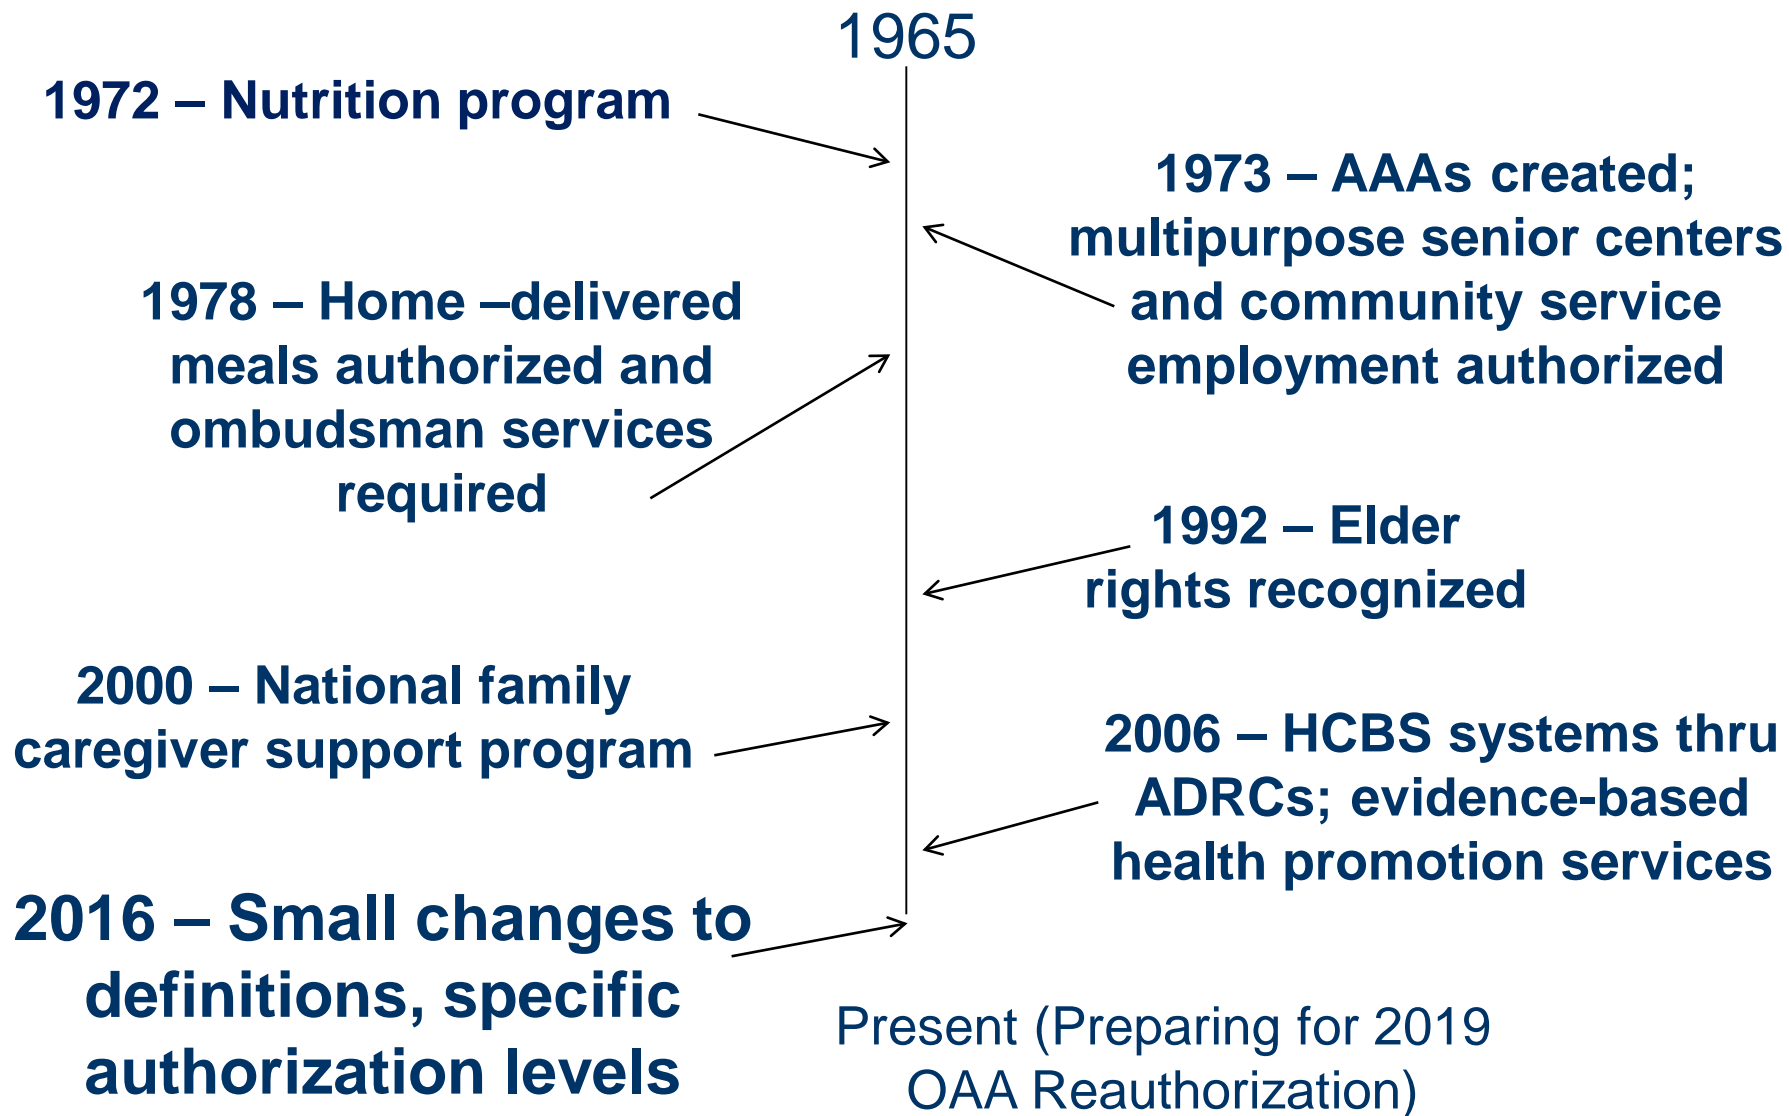 1965
1972 – Nutrition program
1973 – AAAs created;
multipurpose senior centers
and community service
employment authorized
1978 – Home –delivered
meals authorized and
ombudsman services
required
1992 – Elder
rights recognized
2000 – National family
caregiver support program
2006 – HCBS systems thru
ADRCs; evidence-based
health promotion services
2016 – Small changes to
definitions, specific
authorization levels
Present (Preparing for 2019
OAA Reauthorization)